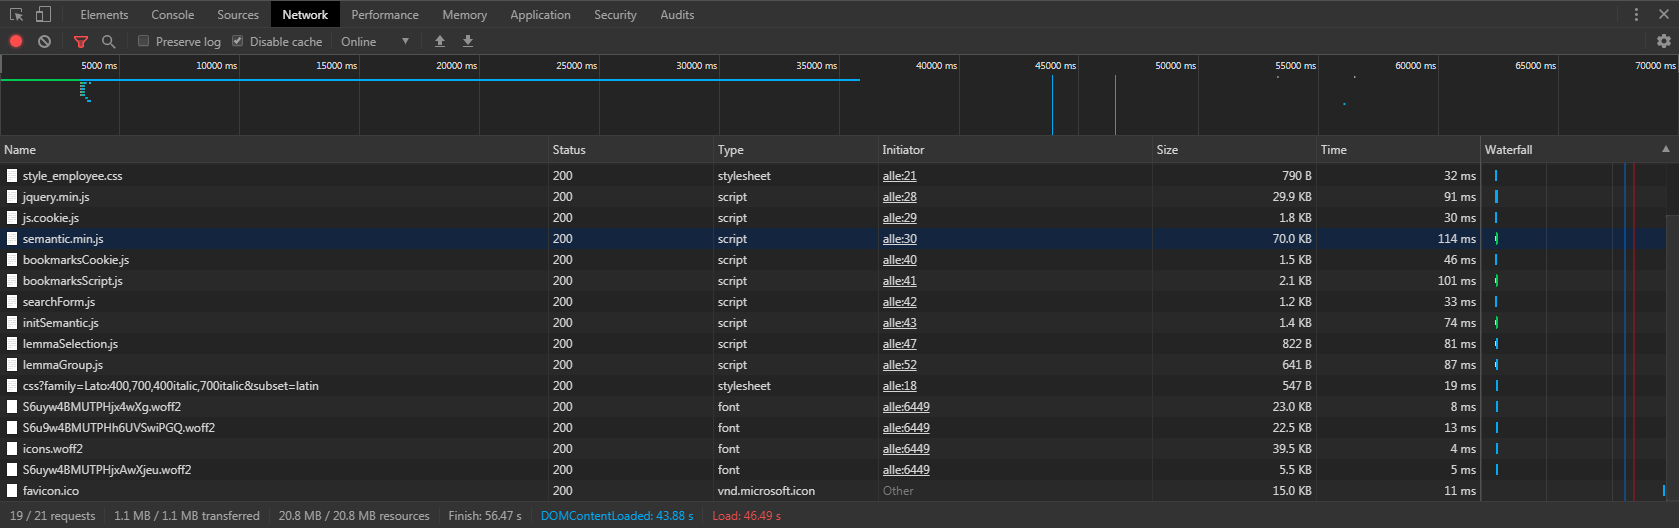 Elements Console Sources Network Performance Memory Application Security Audits
Preserve log Disable cache Online
5000 ms 10000 ms 15000 ms 20000 ms 25000 ms 30000 ms 35000 ms 40000 ms 45000 ms 50000 ms 55000 ms 60000 ms 65000 ms 70000 ms
Name Status Type Initiator Size Time Waterfall
style_employee.css 200 stylesheet alle:21 790 B 32 ms
jquery.min.js 200 script alle:28 29.9 KB 91 ms
js.cookie.js 200 script alle:29 1.8 KB 30 ms
semantic.min.js 200 script alle:30 70.0 KB 114 ms
bookmarksCookie.js 200 script alle:40 1.5 KB 46 ms
bookmarksScript.js 200 script alle:41 2.1 KB 101 ms
searchForm.js 200 script alle:42 1.2 KB 33 ms
initSemantic.js 200 script alle:43 1.4 KB 74 ms
lemmaSelection.js 200 script alle:47 822 B 81 ms
lemmaGroup.js 200 script alle:52 641 B 87 ms
css?family=Lato:400,700,400italic,700italic&subset=latin 200 stylesheet alle:18 547 B 19 ms
S6uyw4BMUTPHjx4wXg.woff2 200 font alle:6449 23.0 KB 8 ms
S6u9w4BMUTPHh6UVSwiPGQ.woff2 200 font alle:6449 22.5 KB 13 ms
icons.woff2 200 font alle:6449 39.5 KB 4 ms
S6uyw4BMUTPHjxAwXjeu.woff2 200 font alle:6449 5.5 KB 5 ms
favicon.ico 200 vnd.microsoft.icon Other 15.0 KB 11 ms
19 / 21 requests 1.1 MB / 1.1 MB transferred 20.8 MB / 20.8 MB resources Finish: 56.47 s DOMContentLoaded: 43.88 s Load: 46.49 s